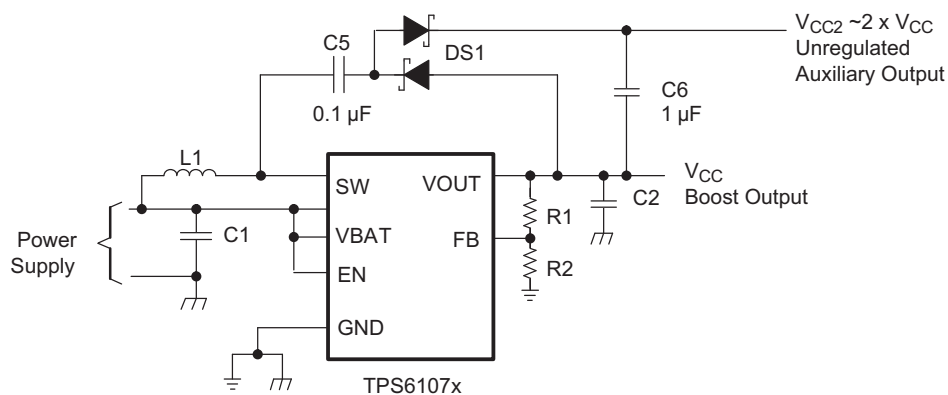 C5
0.1 µF
DS1
V_CC2 ~2 x V_CC
Unregulated
Auxiliary Output
C6
1 µF
L1
SW
VOUT
V_CC
Boost Output
C2
R1
Power
Supply
C1
VBAT
FB
EN
R2
GND
TPS6107x